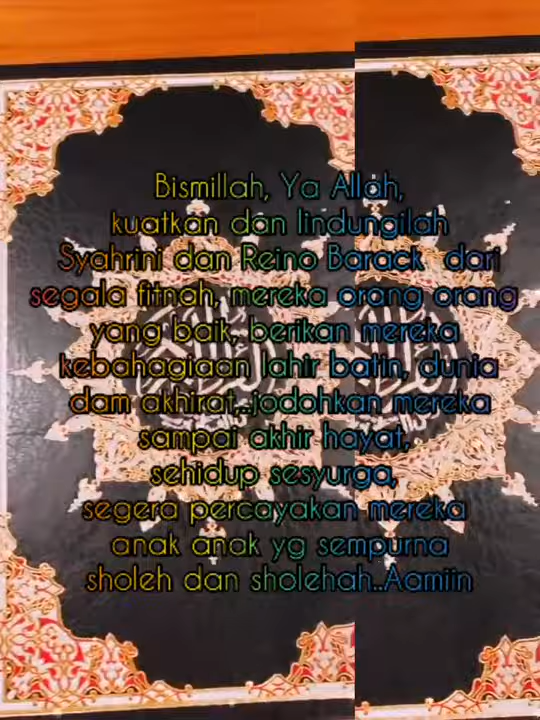 Bismillah, Ya Allah,
kuatkan dan lindungilah
Syahrini dan Reino Barack dari
segala fitnah, mereka orang orang
yang baik, berikan mereka
kebahagiaan lahir batin, dunia
dam akhirat,..jodohkan mereka
sampai akhir hayat,
sehidup sesyurga,
segera percayakan mereka
anak anak yg sempurna
sholeh dan sholehah..Aamiin